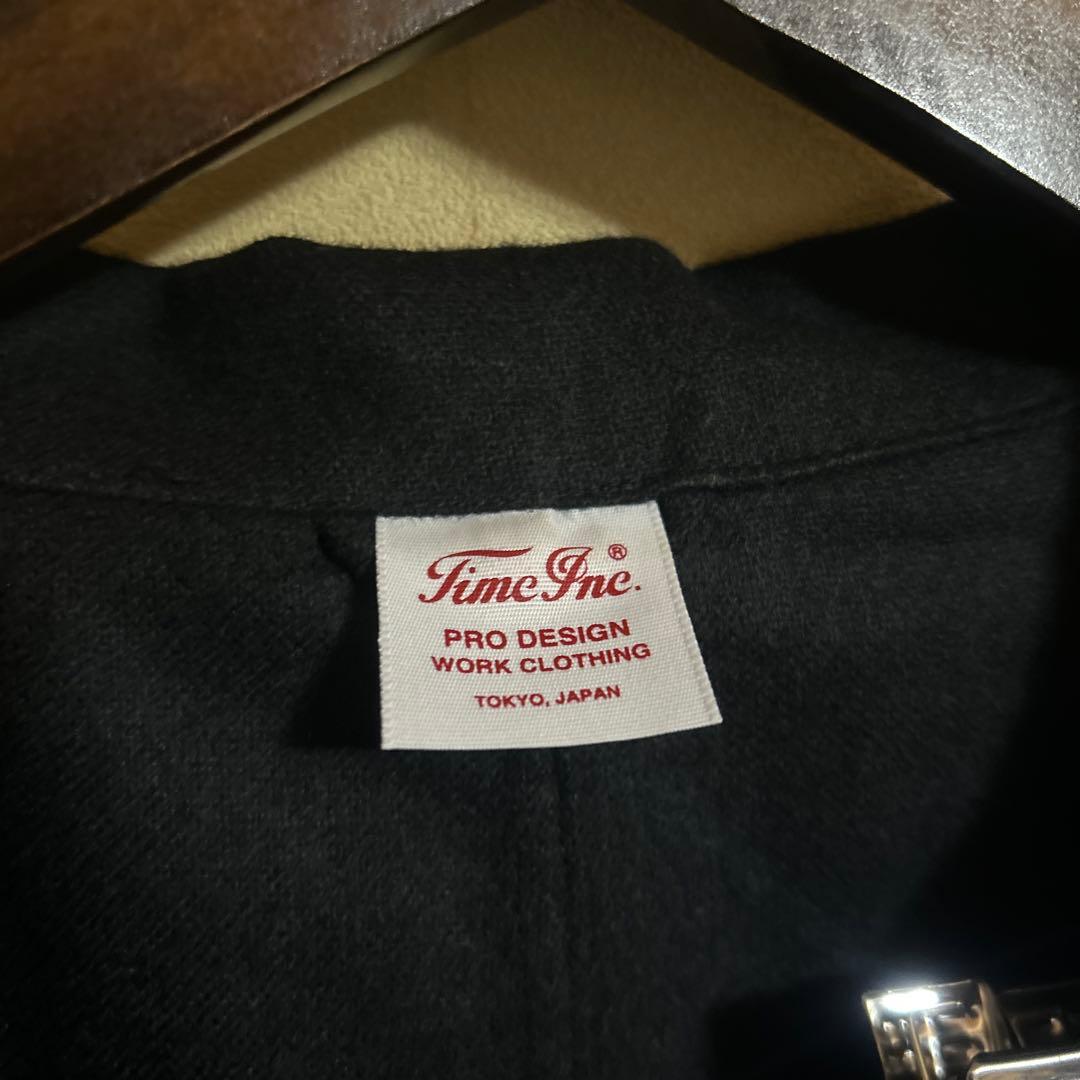 Time Inc.®
PRO DESIGN
WORK CLOTHING
TOKYO, JAPAN